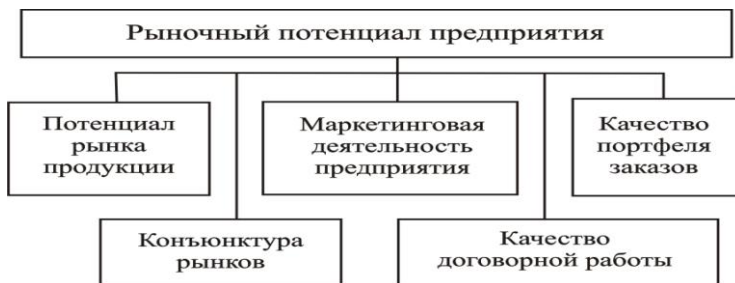 Рыночный потенциал предприятия
Потенциал
рынка
продукции
Маркетинговая
деятельность
предприятия
Качество
портфеля
заказов
Конъюнктура
рынков
Качество
договорной работы